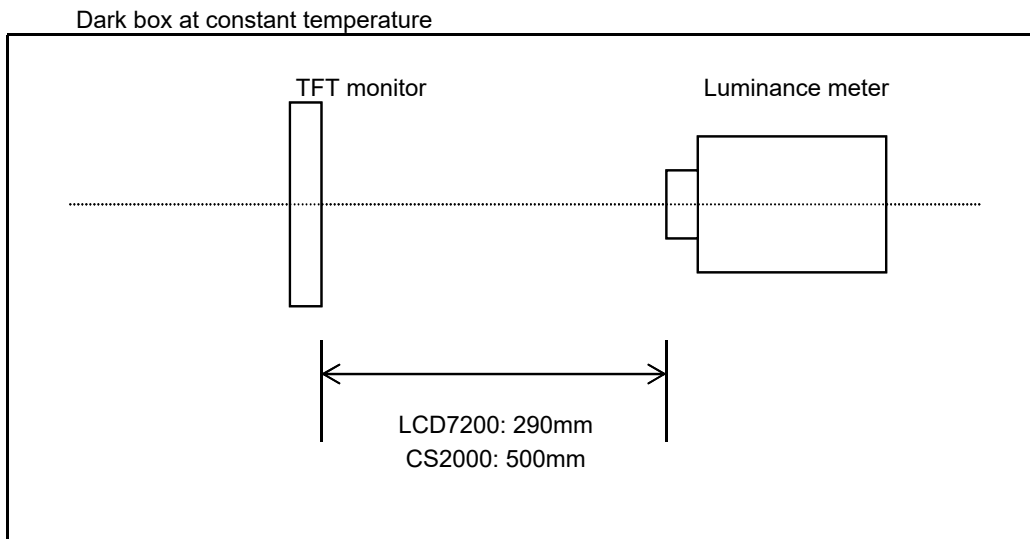 Dark box at constant temperature
TFT monitor
Luminance meter
LCD7200: 290mm
CS2000: 500mm